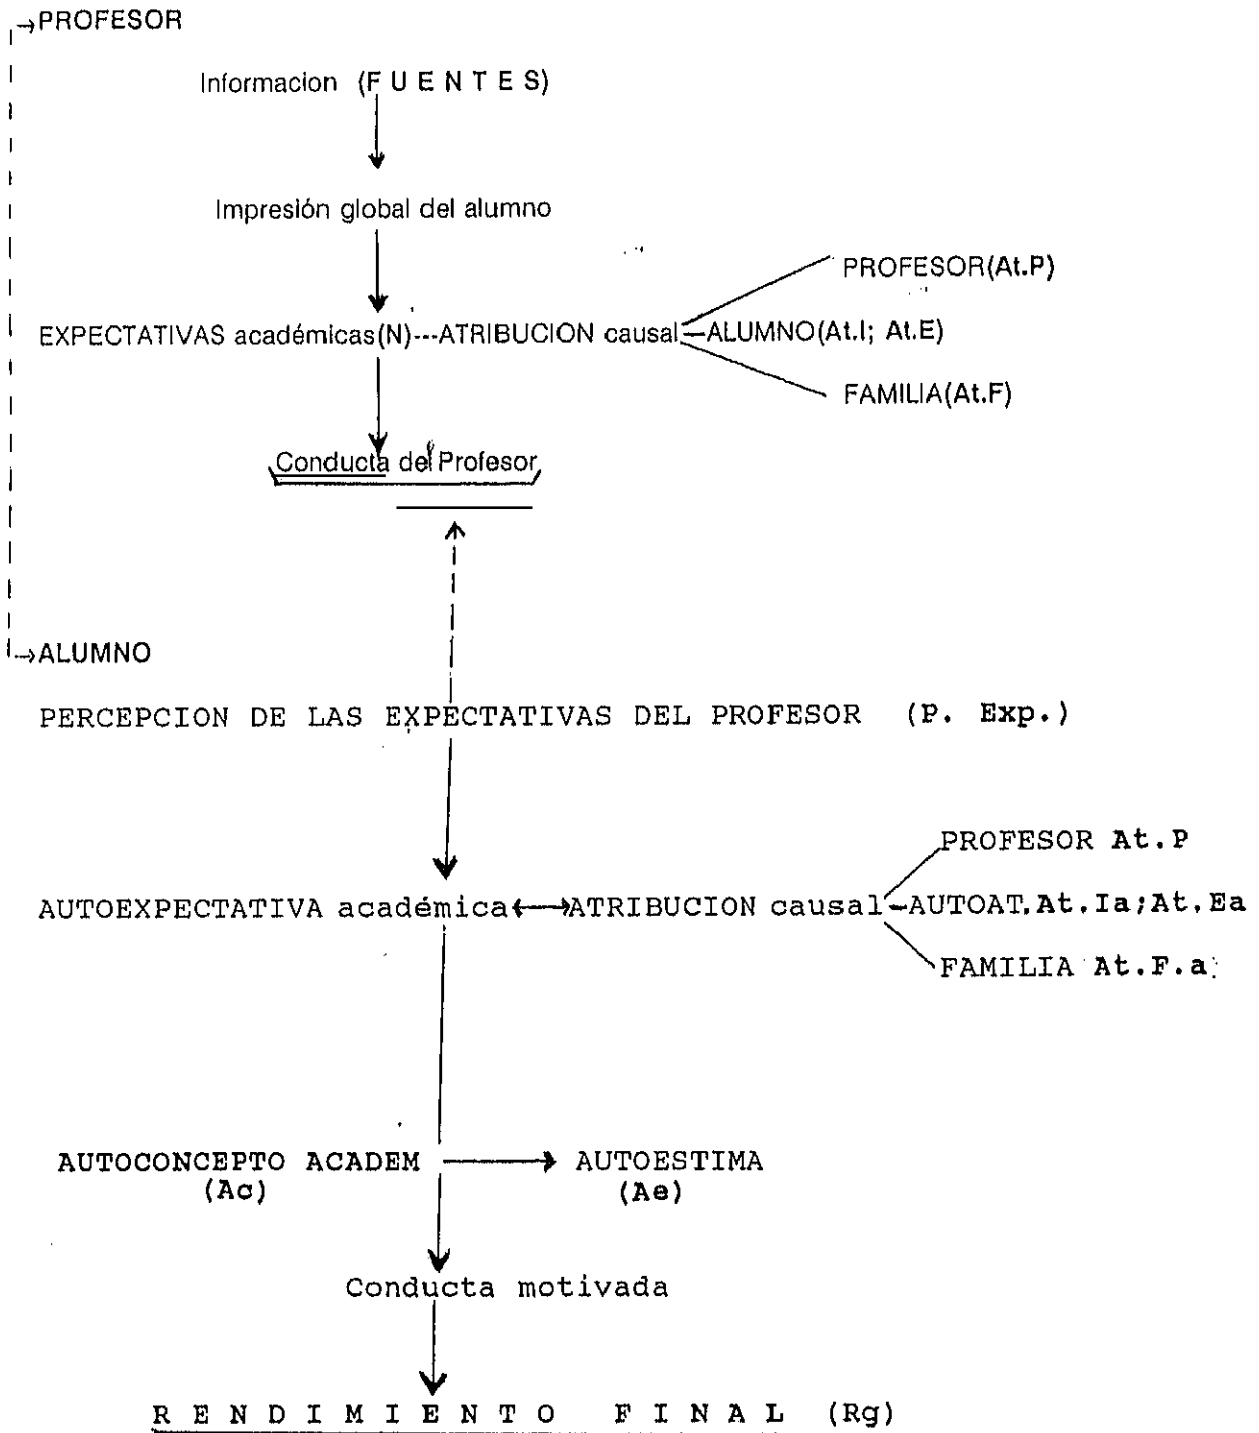 →PROFESOR
Informacion (F U E N T E S)
Impresión global del alumno
PROFESOR(At.P)
EXPECTATIVAS académicas(N)---ATRIBUCION causal—ALUMNO(At.I; At.E)
FAMILIA(At.F)
Conducta del Profesor
→ALUMNO
PERCEPCION DE LAS EXPECTATIVAS DEL PROFESOR (P. Exp.)
PROFESOR At.P
AUTOEXPECTATIVA académica↔ATRIBUCION causal—AUTOAT.At.Ia;At.Ea
FAMILIA At.F.a
AUTOCONCEPTO ACADEM → AUTOESTIMA
(Ac) (Ae)
Conducta motivada
R E N D I M I E N T O F I N A L (Rg)